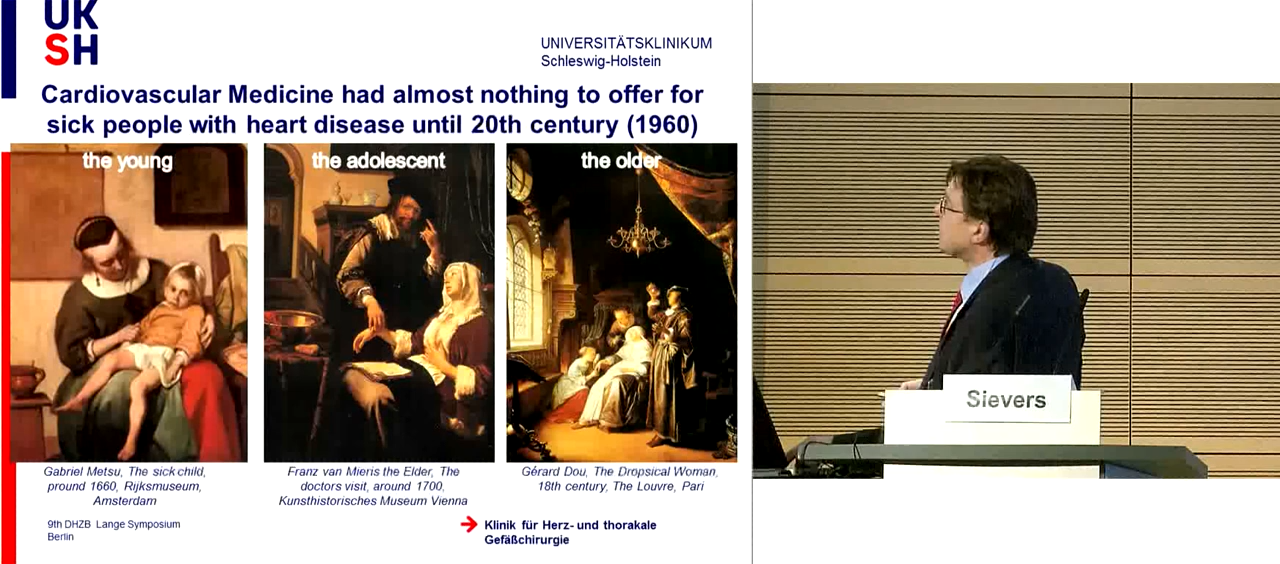 UK
SH
UNIVERSITÄTSKLINIKUM
Schleswig-Holstein
Cardiovascular Medicine had almost nothing to offer for
sick people with heart disease until 20th century (1960)
the young
the adolescent
the older
Gabriel Metsu, The sick child,
pround 1660, Rijksmuseum,
Amsterdam
Franz van Mieris the Elder, The
doctors visit, around 1700,
Kunsthistorisches Museum Vienna
Gérard Dou, The Dropsical Woman,
18th century, The Louvre, Pari
9th DHZB Lange Symposium
Berlin
Klinik für Herz- und thorakale
Gefäßchirurgie
Sievers